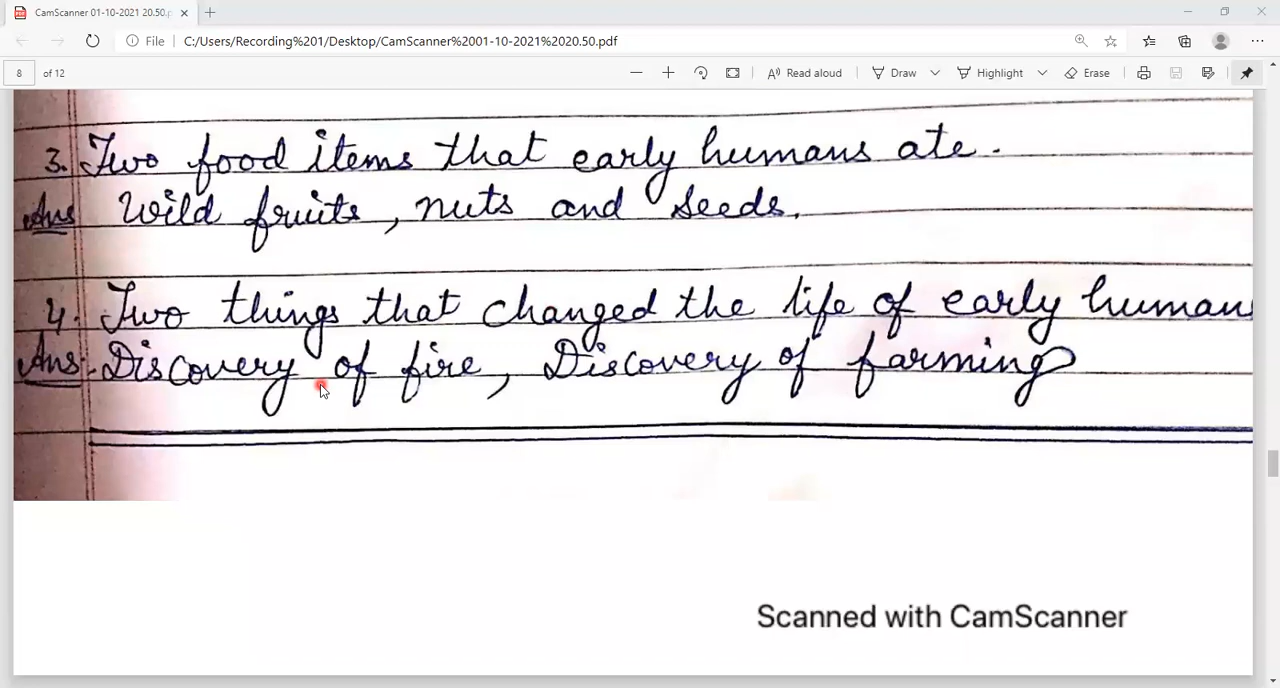 CamScanner 01-10-2021 20.50.p
File C:/Users/Recording%201/Desktop/CamScanner%2001-10-2021%2020.50.pdf
8 of 12 Read aloud Draw Highlight Erase
3. Two food items that early humans ate.
Ans Wild fruits, nuts and seeds.
4. Two things that changed the life of early human
Ans:- Discovery of fire, Discovery of farming
Scanned with CamScanner